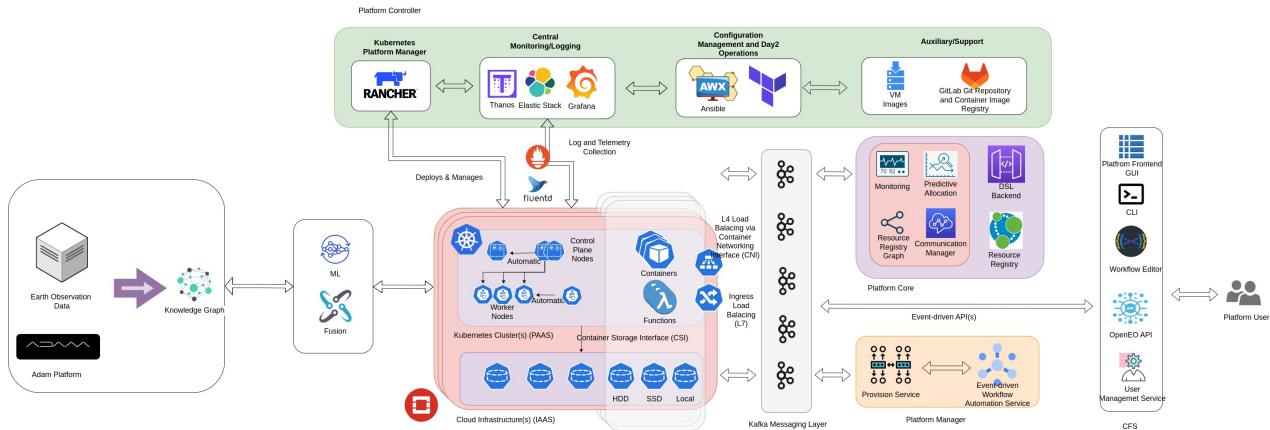 Platform Controller
Kubernetes
Platform Manager
RANCHER
Central
Monitoring/Logging
Thanos
Elastic Stack
Grafana
Configuration
Management and Day2
Operations
AWX
Ansible
Auxiliary/Support
VM
Images
GitLab Git Repository
and Container Image
Registry
Deploys & Manages
Log and Telemetry
Collection
fluentd
Earth Observation
Data
Knowledge Graph
ADAM
Adam Platform
ML
Fusion
Control
Plane
Nodes
Automatic
Automatic
Worker
Nodes
Kubernetes Cluster(s) (PAAS)
Containers
Functions
Container Storage Interface (CSI)
HDD
SSD
Local
Cloud Infrastructure(s) (IAAS)
L4 Load
Balacing via
Container
Networking
Interface (CNI)
Ingress
Load
Balacing
(L7)
Kafka Messaging Layer
70 92
Monitoring
Predictive
Allocation
Resource
Registry
Graph
Communication
Manager
DSL
Backend
Resource
Registry
Platform Core
Event-driven API(s)
Provision Service
Event-driven
Workflow
Automation Service
Platform Manager
Platfrom Frontend
GUI
CLI
Workflow Editor
OpenEO API
User
Managemet Service
CFS
Platform User